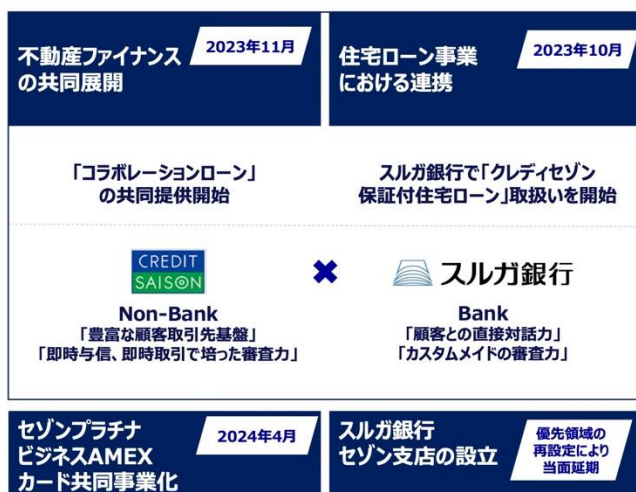 不動産ファイナンス
の共同展開
2023年11月
住宅ローン事業
における連携
2023年10月
「コラボレーションローン」
の共同提供開始
スルガ銀行で「クレディセゾン
保証付住宅ローン」取扱いを開始
CREDIT
SAISON
×
スルガ銀行
Non-Bank
「豊富な顧客取引先基盤」
「即時与信、即時取引で培った審査力」
Bank
「顧客との直接対話力」
「カスタムメイドの審査力」
セゾンプラチナ
ビジネスAMEX
カード共同事業化
2024年4月
スルガ銀行
セゾン支店の設立
優先領域の
再設定により
当面延期